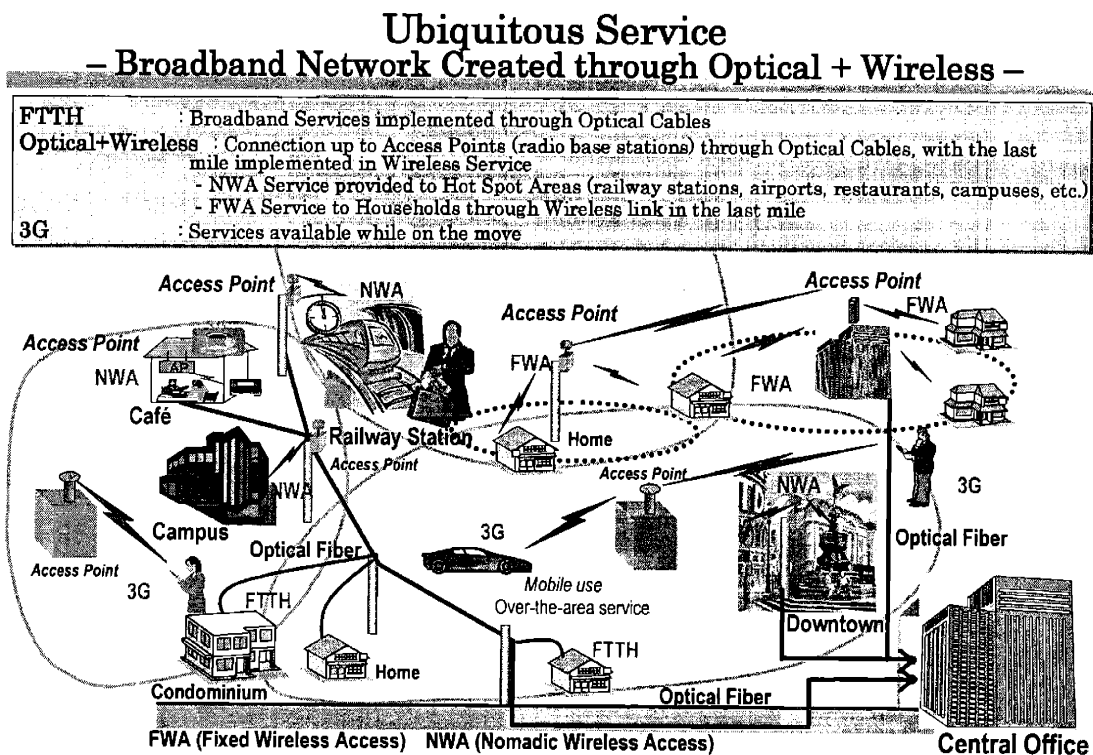 Ubiquitous Service
– Broadband Network Created through Optical + Wireless –
FTTH : Broadband Services implemented through Optical Cables
Optical+Wireless : Connection up to Access Points (radio base stations) through Optical Cables, with the last
mile implemented in Wireless Service
- NWA Service provided to Hot Spot Areas (railway stations, airports, restaurants, campuses, etc.)
- FWA Service to Households through Wireless link in the last mile
3G : Services available while on the move
Access Point
NWA
Access Point
Access Point
FWA
Access Point
NWA
AP
Café
FWA
FWA
Railway Station
Home
Access Point
Access Point
NWA
Campus
NWA
3G
Optical Fiber
3G
Optical Fiber
Access Point
3G
Mobile use
Over-the-area service
FTTH
Downtown
FTTH
Home
Condominium
Optical Fiber
FWA (Fixed Wireless Access) NWA (Nomadic Wireless Access)
Central Office